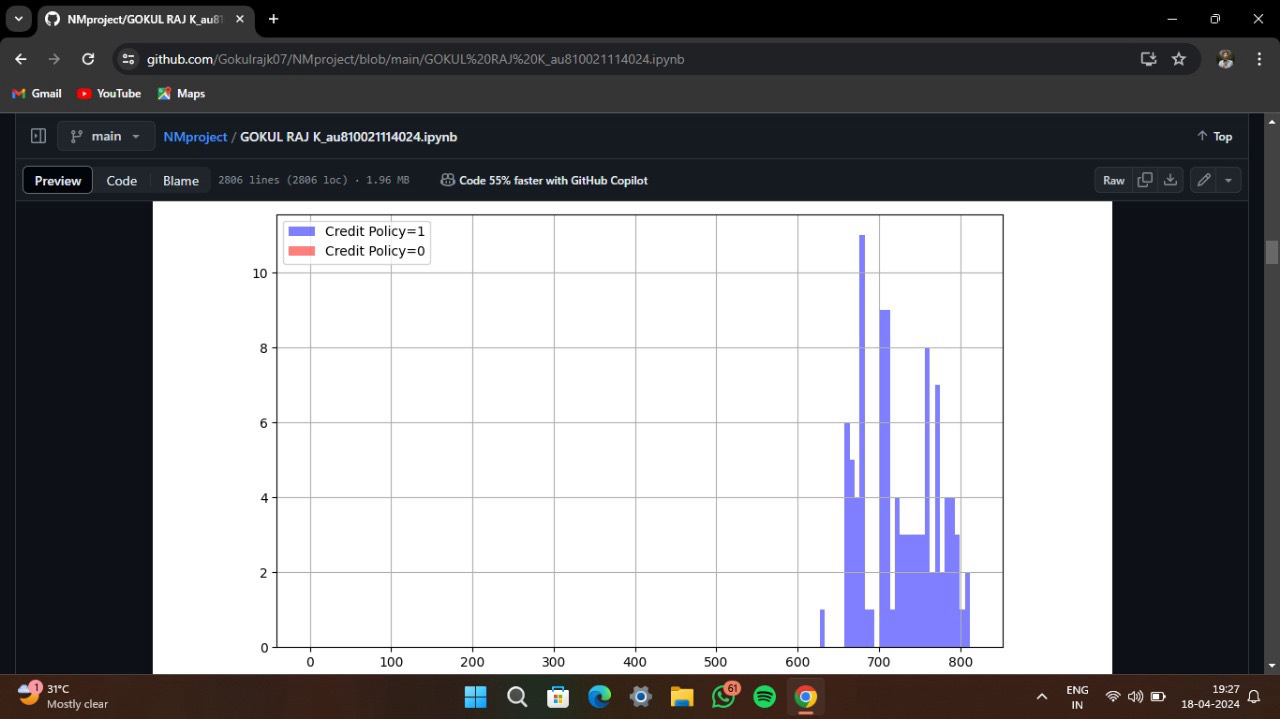 NMproject/GOKUL RAJ K_au81
github.com/Gokulrajk07/NMproject/blob/main/GOKUL%20RAJ%20K_au810021114024.ipynb
Gmail YouTube Maps
main NMproject / GOKUL RAJ K_au810021114024.ipynb Top
Preview Code Blame 2806 lines (2806 loc) · 1.96 MB Code 55% faster with GitHub Copilot Raw
Credit Policy=1
Credit Policy=0
10
8
6
4
2
0
0 100 200 300 400 500 600 700 800
1 31°C
Mostly clear
61
ENG
IN
19:27
18-04-2024